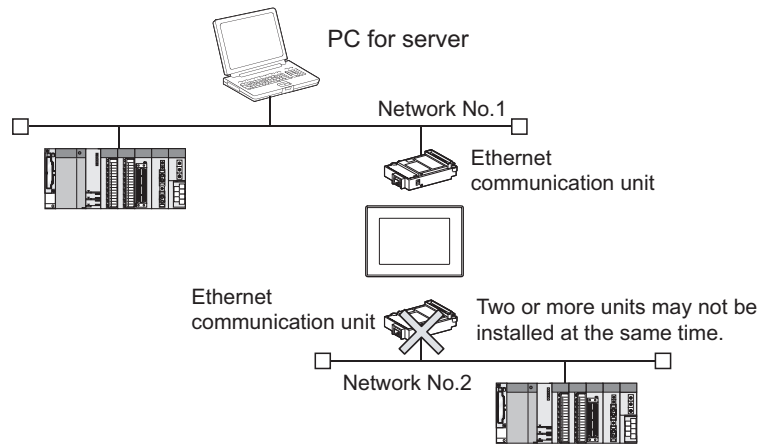 PC for server
Network No.1
Ethernet
communication unit
Ethernet
communication unit
Two or more units may not be
installed at the same time.
Network No.2